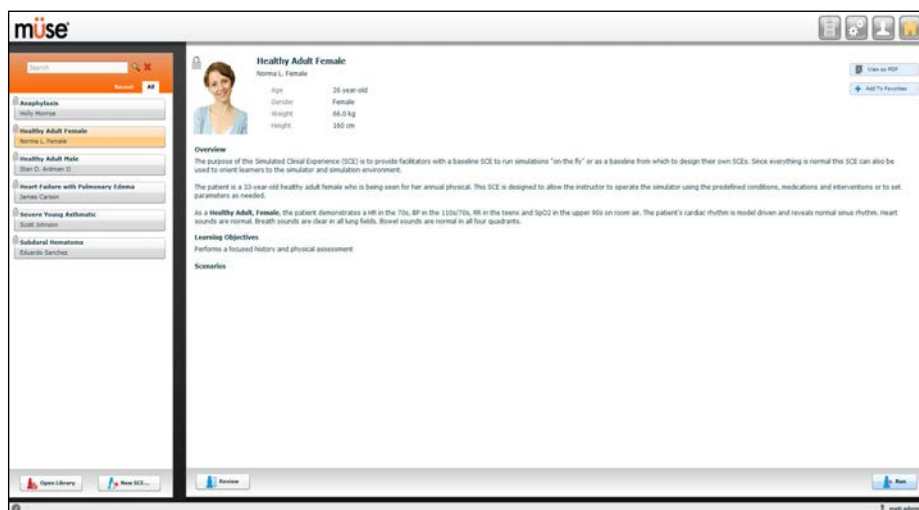 müse
Search
Recent All
Anaphylaxis
Holly Monroe
Healthy Adult Female
Norma L. Female
Healthy Adult Male
Stan D. Ardman II
Heart Failure with Pulmonary Edema
James Carson
Severe Young Asthmatic
Scott Johnson
Subdural Hematoma
Eduardo Sanchez
Open Library New SCE...
Healthy Adult Female
Norma L. Female
Age 26 year-old
Gender Female
Weight 66.0 kg
Height 160 cm
View as PDF
Add To Favorites
Overview
The purpose of this Simulated Clinical Experience (SCE) is to provide facilitators with a baseline SCE to run simulations "on the fly" or as a baseline from which to design their own SCEs. Since everything is normal this SCE can also be
used to orient learners to the simulator and simulation environment.
The patient is a 33-year-old healthy adult female who is being seen for her annual physical. This SCE is designed to allow the instructor to operate the simulator using the predefined conditions, medications and interventions or to set
parameters as needed.
As a Healthy Adult, Female, the patient demonstrates a HR in the 70s, BP in the 110s/70s, RR in the teens and SpO2 in the upper 90s on room air. The patient's cardiac rhythm is model driven and reveals normal sinus rhythm. Heart
sounds are normal. Breath sounds are clear in all lung fields. Bowel sounds are normal in all four quadrants.
Learning Objectives
Performs a focused history and physical assessment
Scenarios
Review
Run